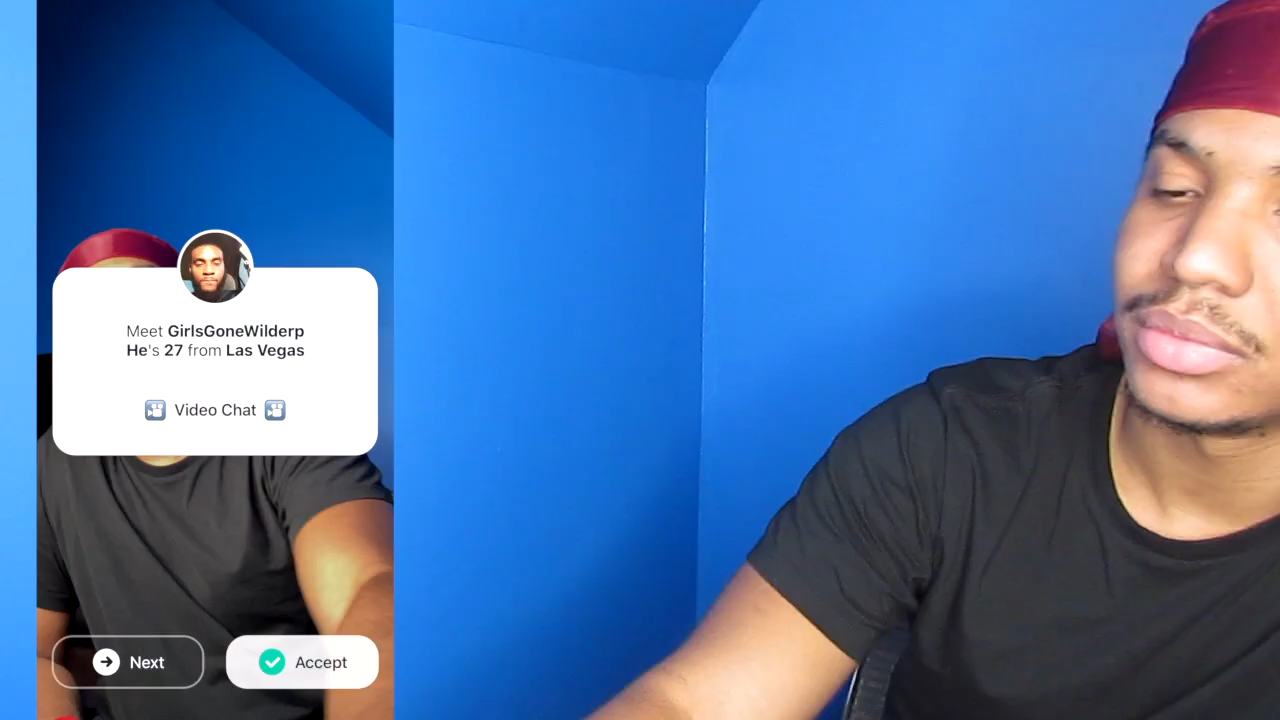 Meet GirlsGoneWilderp
He's 27 from Las Vegas
Video Chat
Next
Accept